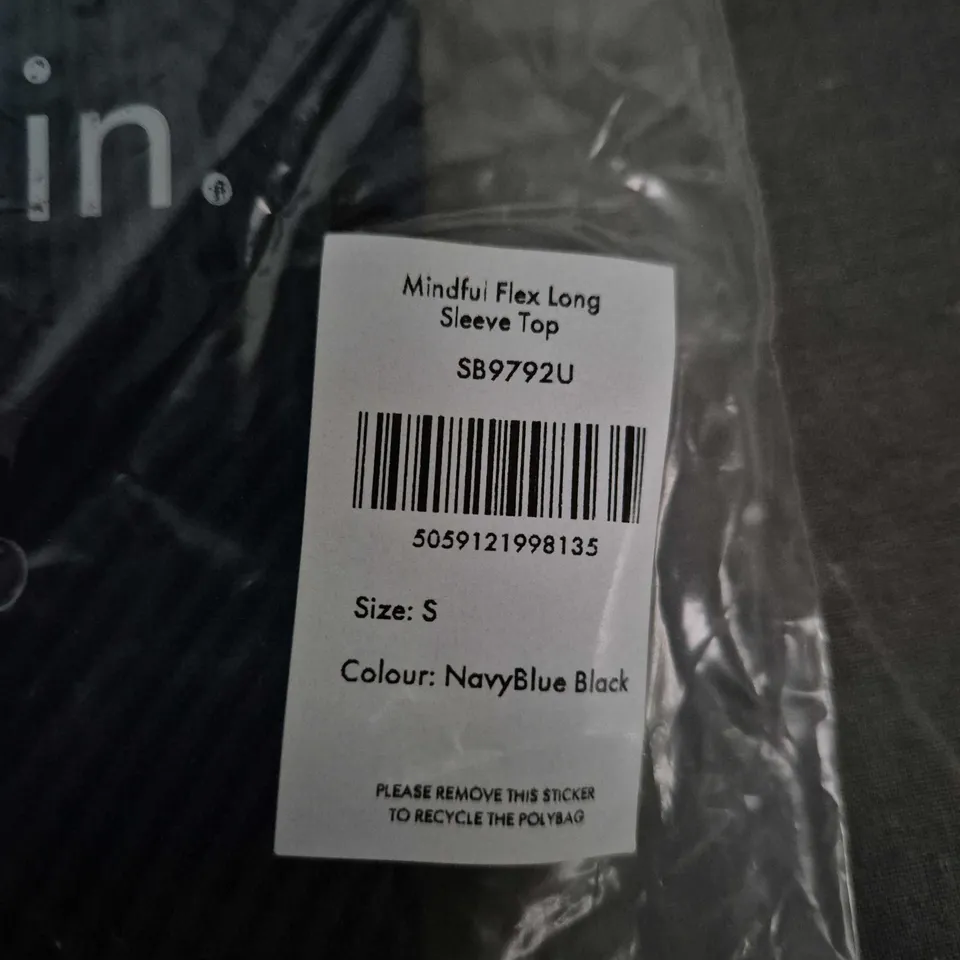 in.
Mindful Flex Long
Sleeve Top
SB9792U
5059121998135
Size: S
Colour: NavyBlue Black
PLEASE REMOVE THIS STICKER
TO RECYCLE THE POLYBAG